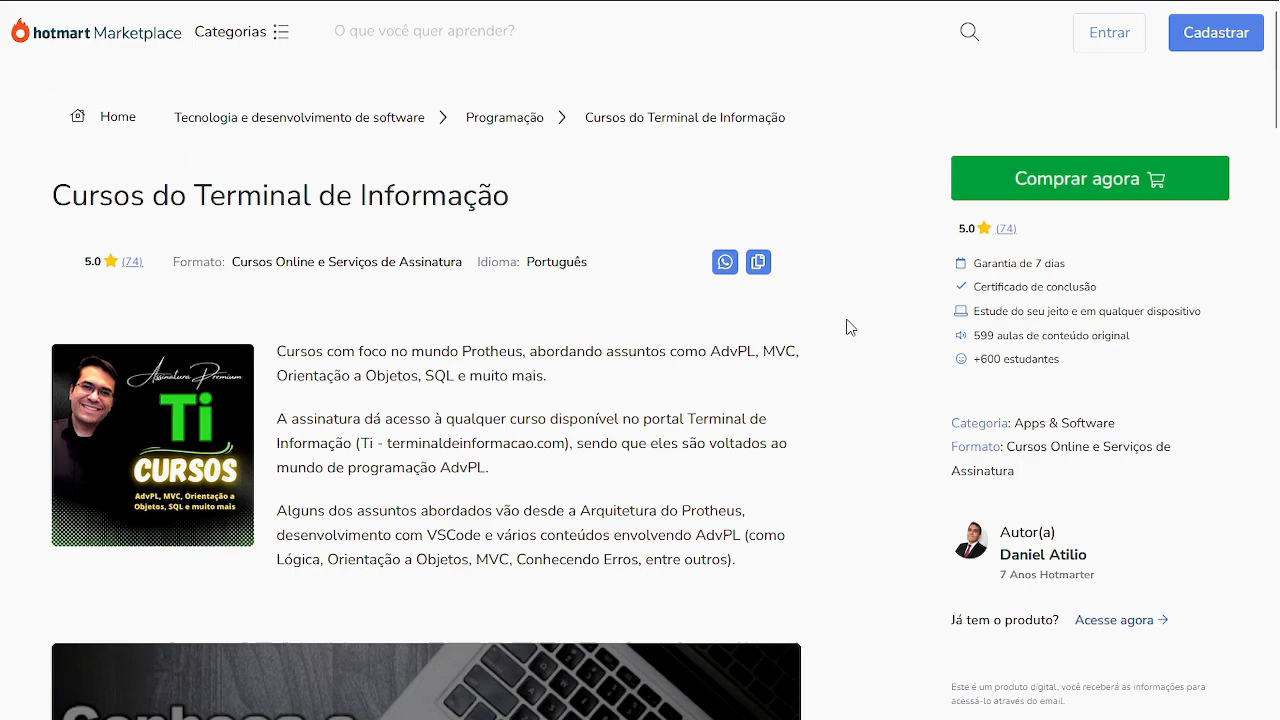 hotmart Marketplace Categorias O que você quer aprender? Entrar Cadastrar
Home Tecnologia e desenvolvimento de software Programação Cursos do Terminal de Informação
Cursos do Terminal de Informação
5.0 (74) Formato: Cursos Online e Serviços de Assinatura Idioma: Português
Assinatura Premium
Ti
CURSOS
AdvPL, MVC, Orientação a
Objetos, SQL e muito mais
Cursos com foco no mundo Protheus, abordando assuntos como AdvPL, MVC,
Orientação a Objetos, SQL e muito mais.
A assinatura dá acesso à qualquer curso disponível no portal Terminal de
Informação (Ti - terminaldeinformacao.com), sendo que eles são voltados ao
mundo de programação AdvPL.
Alguns dos assuntos abordados vão desde a Arquitetura do Protheus,
desenvolvimento com VSCode e vários conteúdos envolvendo AdvPL (como
Lógica, Orientação a Objetos, MVC, Conhecendo Erros, entre outros).
Conheça a
Comprar agora
5.0 (74)
Garantia de 7 dias
Certificado de conclusão
Estude do seu jeito e em qualquer dispositivo
599 aulas de conteúdo original
+600 estudantes
Categoria: Apps & Software
Formato: Cursos Online e Serviços de
Assinatura
Autor(a)
Daniel Atilio
7 Anos Hotmarter
Já tem o produto? Acesse agora
Este é um produto digital, você receberá as informações para
acessá-lo através do email.